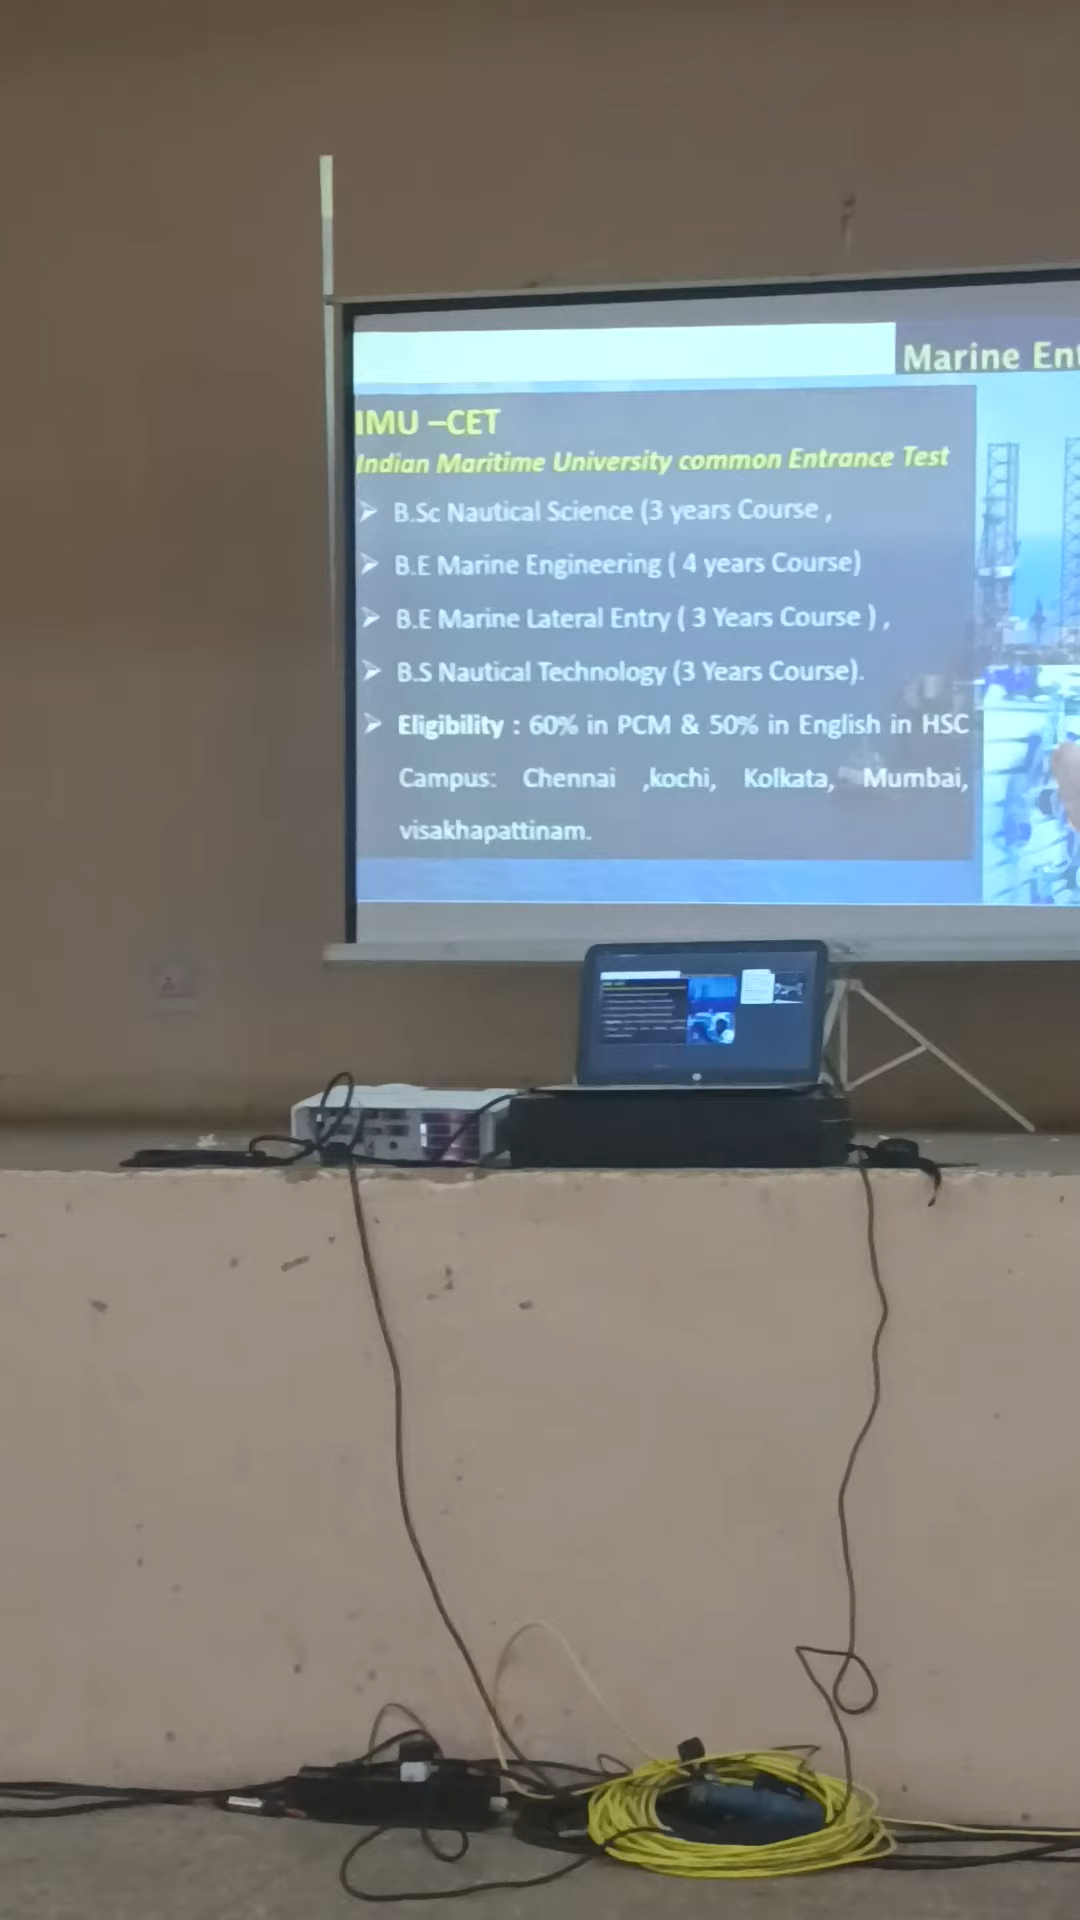 Marine Ent
IMU –CET
Indian Maritime University common Entrance Test
➢ B.Sc Nautical Science (3 years Course ,
➢ B.E Marine Engineering ( 4 years Course)
➢ B.E Marine Lateral Entry ( 3 Years Course ) ,
➢ B.S Nautical Technology (3 Years Course).
➢ Eligibility : 60% in PCM & 50% in English in HSC
Campus: Chennai ,kochi, Kolkata, Mumbai,
visakhapattinam.